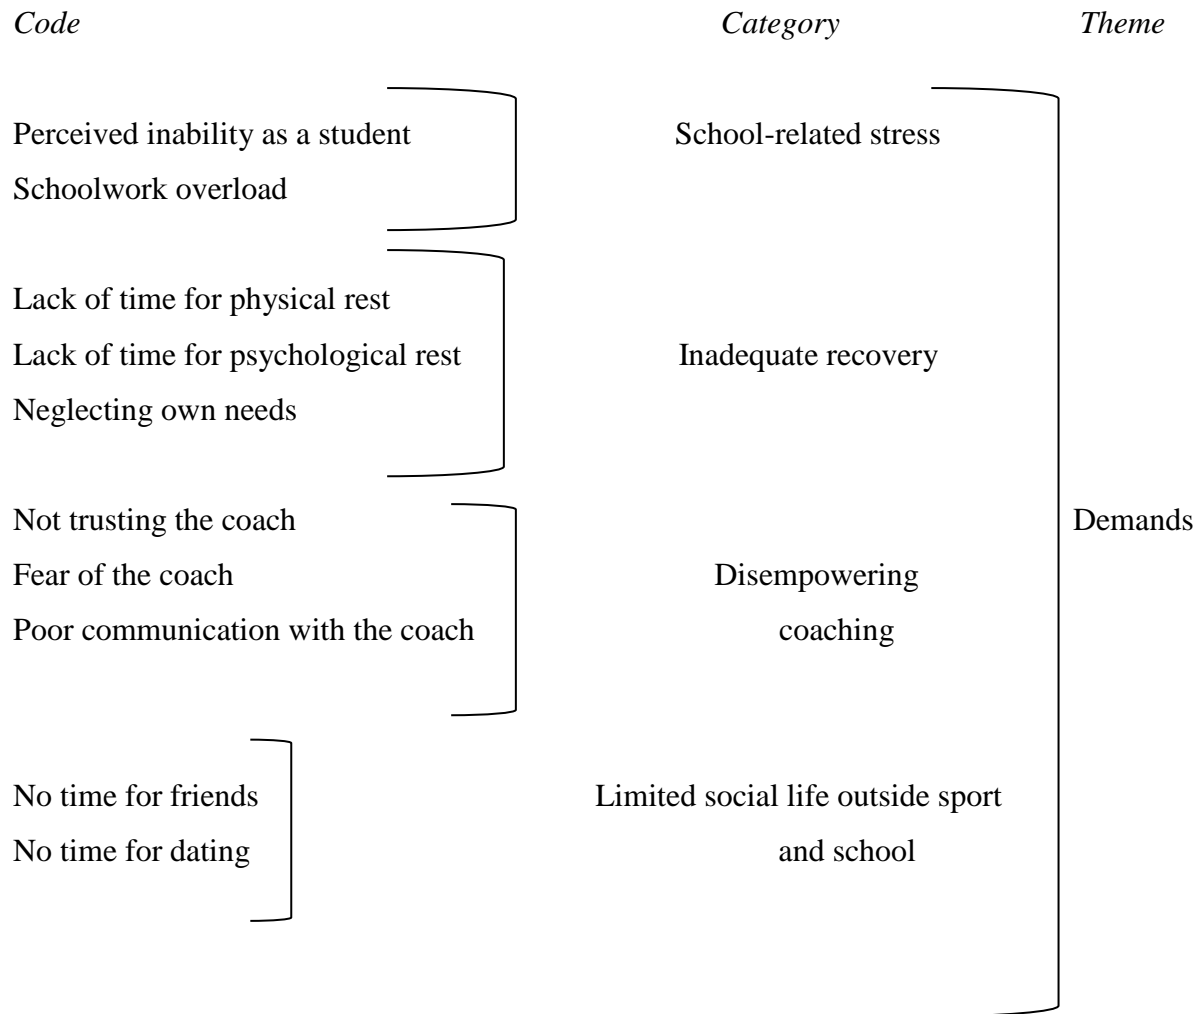 Code Category Theme
Perceived inability as a student School-related stress
Schoolwork overload
Lack of time for physical rest
Lack of time for psychological rest Inadequate recovery
Neglecting own needs
Not trusting the coach Demands
Fear of the coach Disempowering
Poor communication with the coach coaching
No time for friends Limited social life outside sport
No time for dating and school